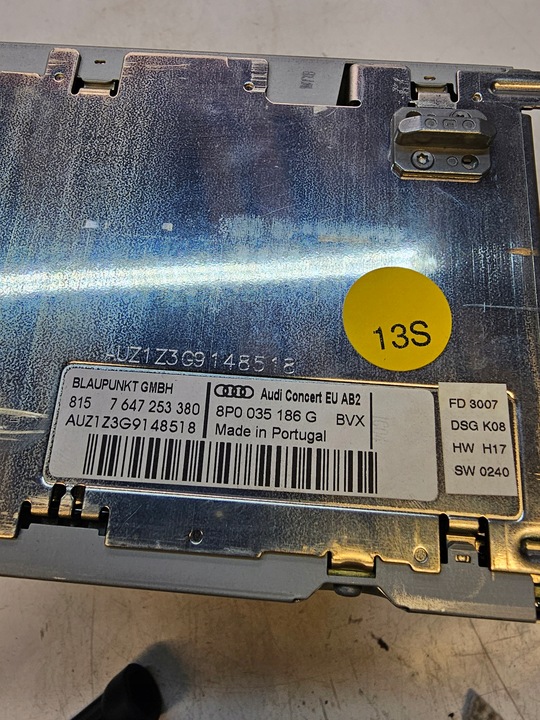 13S
AUZ1Z3G9148518
BLAUPUNKT GMBH
815 7 647 253 380
AUZ1Z3G9148518
Audi Concert EU AB2
8P0 035 186 G BVX
Made in Portugal
FD 3007
DSG K08
HW H17
SW 0240